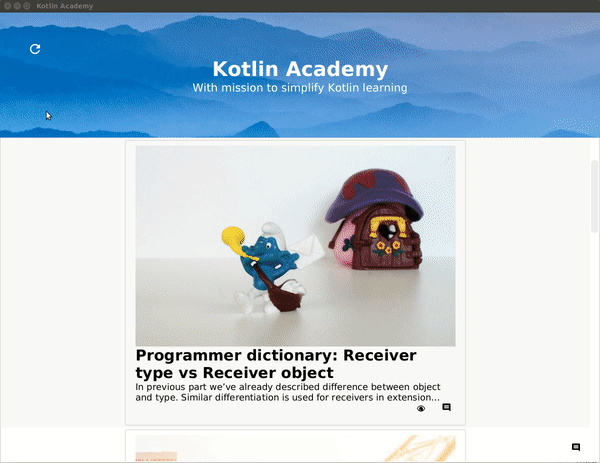 Kotlin Academy
Kotlin Academy
With mission to simplify Kotlin learning
Programmer dictionary: Receiver
type vs Receiver object
In previous part we’ve already described difference between object
and type. Similar differentiation is used for receivers in extension...